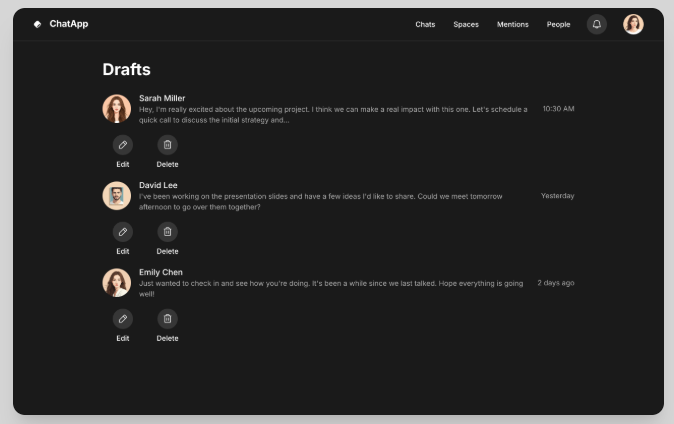 ChatApp
Chats Spaces Mentions People
Drafts
Sarah Miller
Hey, I'm really excited about the upcoming project. I think we can make a real impact with this one. Let's schedule a
quick call to discuss the initial strategy and...
10:30 AM
Edit Delete
David Lee
I've been working on the presentation slides and have a few ideas I'd like to share. Could we meet tomorrow
afternoon to go over them together?
Yesterday
Edit Delete
Emily Chen
Just wanted to check in and see how you're doing. It's been a while since we last talked. Hope everything is going
well!
2 days ago
Edit Delete